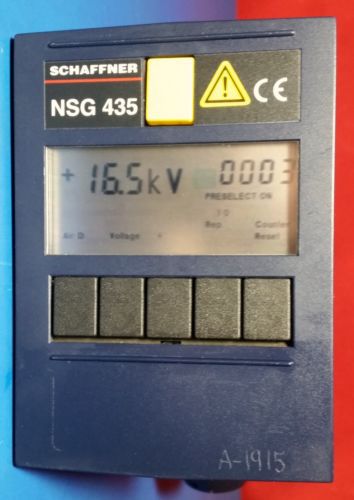 SCHAFFNER
NSG 435
CE
+ 16.5kV 0003
PRESELECT ON
Rep. Counter
Air D Voltage + Reset
A-1915